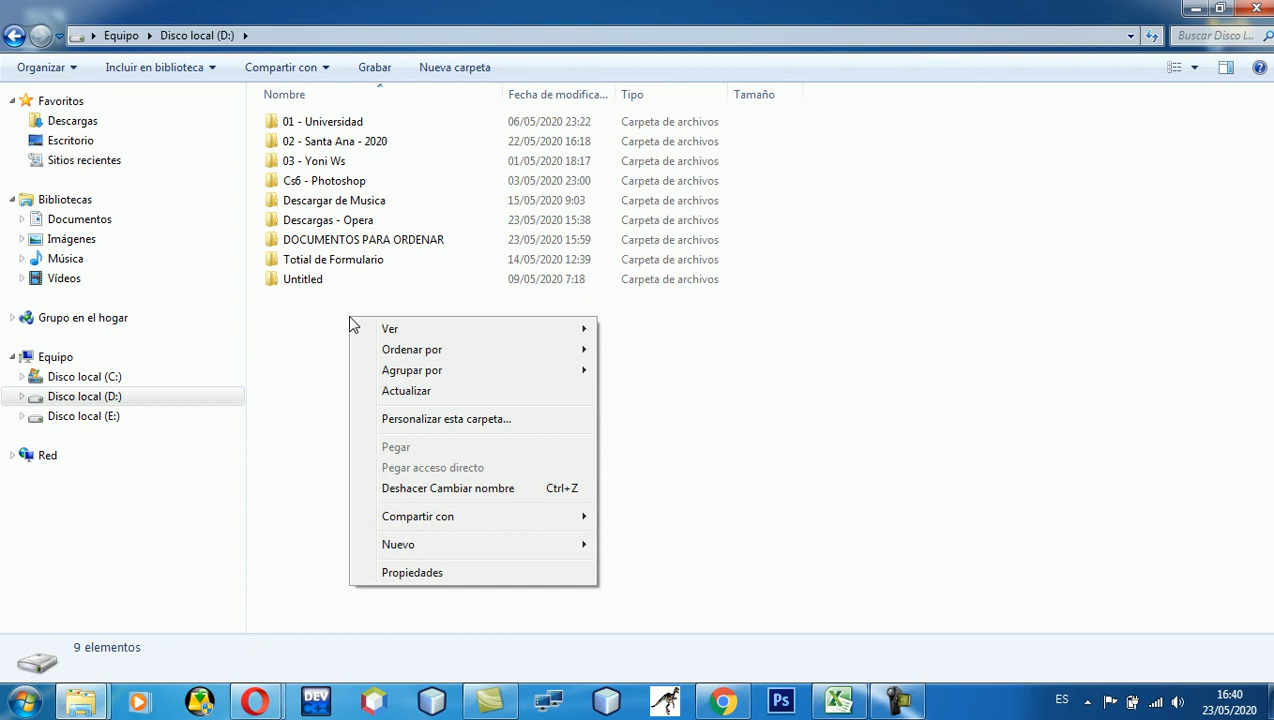 Equipo Disco local (D:)
Buscar Disco l...
Organizar Incluir en biblioteca Compartir con Grabar Nueva carpeta
Nombre Fecha de modifica... Tipo Tamaño
Favoritos
Descargas
Escritorio
Sitios recientes
Bibliotecas
Documentos
Imágenes
Música
Vídeos
Grupo en el hogar
Equipo
Disco local (C:)
Disco local (D:)
Disco local (E:)
Red
01 - Universidad 06/05/2020 23:22 Carpeta de archivos
02 - Santa Ana - 2020 22/05/2020 16:18 Carpeta de archivos
03 - Yoni Ws 01/05/2020 18:17 Carpeta de archivos
Cs6 - Photoshop 03/05/2020 23:00 Carpeta de archivos
Descargar de Musica 15/05/2020 9:03 Carpeta de archivos
Descargas - Opera 23/05/2020 15:38 Carpeta de archivos
DOCUMENTOS PARA ORDENAR 23/05/2020 15:59 Carpeta de archivos
Totial de Formulario 14/05/2020 12:39 Carpeta de archivos
Untitled 09/05/2020 7:18 Carpeta de archivos
Ver
Ordenar por
Agrupar por
Actualizar
Personalizar esta carpeta...
Pegar
Pegar acceso directo
Deshacer Cambiar nombre Ctrl+Z
Compartir con
Nuevo
Propiedades
9 elementos
DEV C++
Ps
ES
16:40
23/05/2020